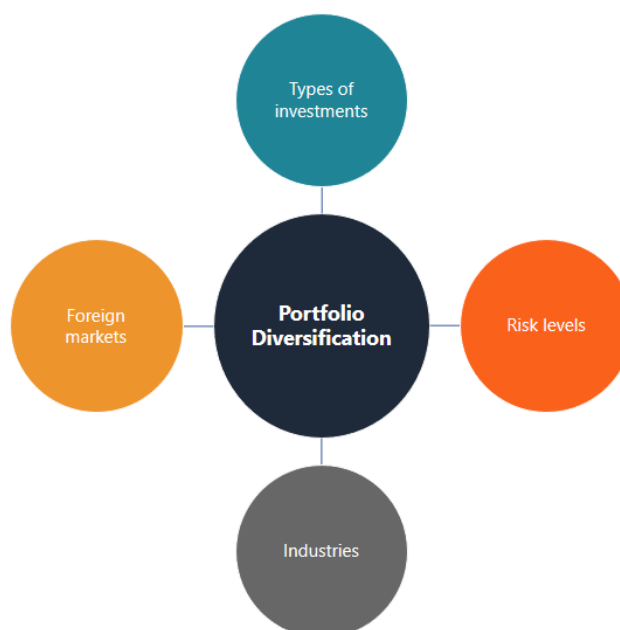 Types of
investments
Foreign
markets
Portfolio
Diversification
Risk levels
Industries